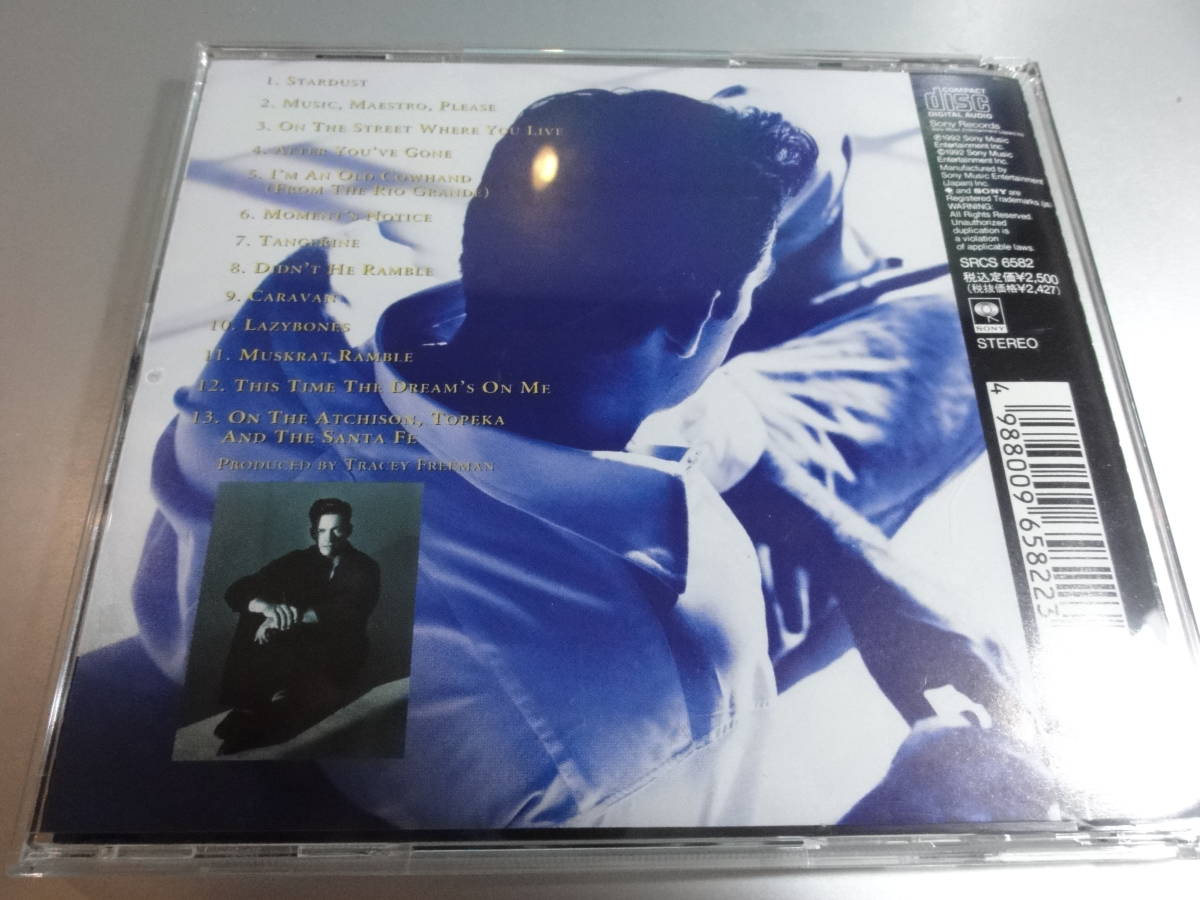 1. STARDUST
2. MUSIC, MAESTRO, PLEASE
3. ON THE STREET WHERE YOU LIVE
4. AFTER YOU'VE GONE
5. I'M AN OLD COWHAND
(FROM THE RIO GRANDE)
6. MOMENT'S NOTICE
7. TANGERINE
8. DIDN'T HE RAMBLE
9. CARAVAN
10. LAZYBONES
11. MUSKRAT RAMBLE
12. THIS TIME THE DREAM'S ON ME
13. ON THE ATCHISON, TOPEKA
AND THE SANTA FE
PRODUCED BY TRACEY FREEMAN
COMPACT
disc
DIGITAL AUDIO
Sony Records
℗1992 Sony Music
Entertainment Inc.
©1992 Sony Music
Entertainment Inc.
Manufactured by
Sony Music Entertainment
(Japan) Inc.
and SONY are
Registered Trademarks
WARNING:
All Rights Reserved.
Unauthorized
duplication is
a violation
of applicable laws.
SRCS 6582
税込定価¥2,500
(税抜価格¥2,427)
SONY
STEREO
4 988009 658223